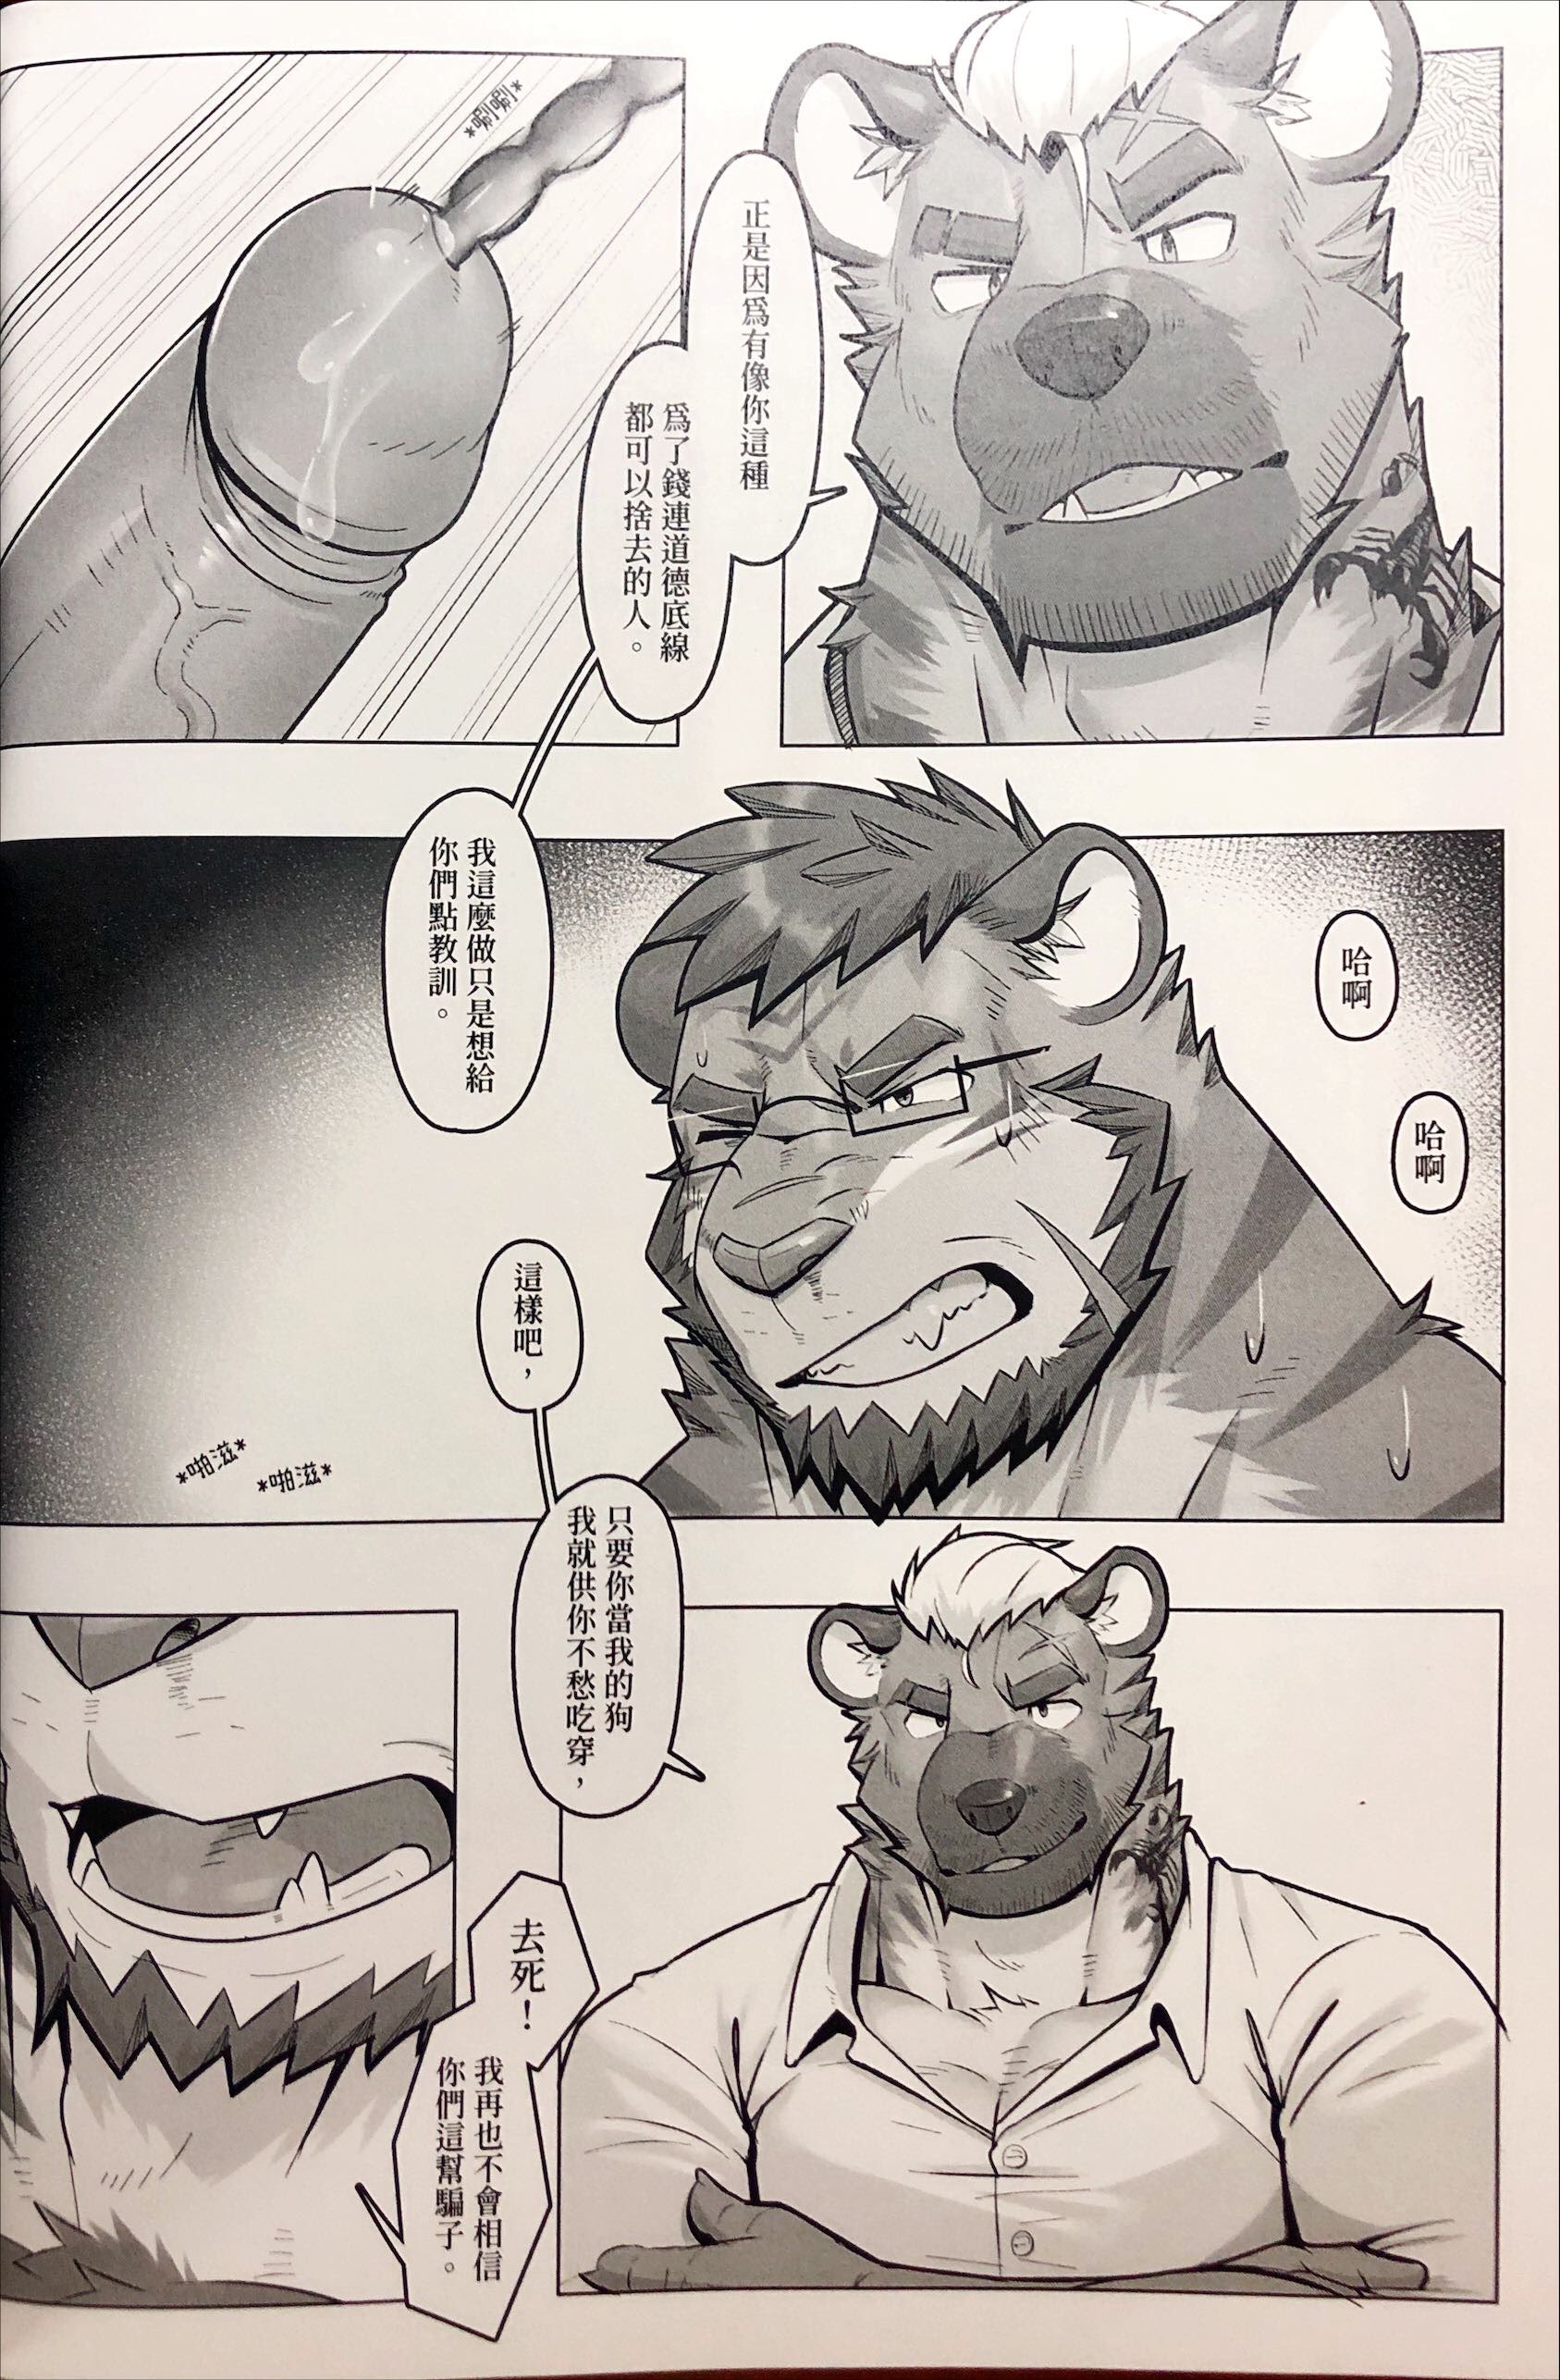 正是因爲有像你這種
爲了錢連道德底線
都可以捨去的人。
*滋滋*
我這麼做只是想給
你們點教訓。
哈啊
哈啊
*啪滋*
*啪滋*
這樣吧，
只要你當我的狗
我就供你不愁吃穿，
去死！
我再也不會相信
你們這幫騙子。